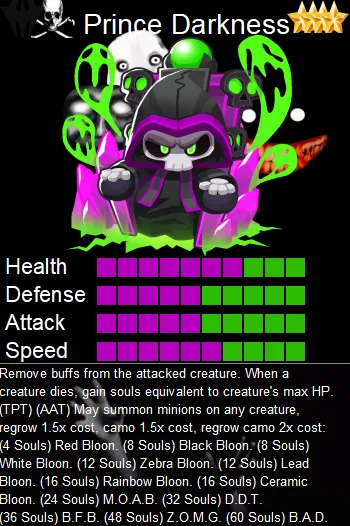 Prince Darkness
Health
Defense
Attack
Speed
Remove buffs from the attacked creature. When a
creature dies, gain souls equivalent to creature's max HP.
(TPT) (AAT) May summon minions on any creature,
regrow 1.5x cost, camo 1.5x cost, regrow camo 2x cost:
(4 Souls) Red Bloon. (8 Souls) Black Bloon. (8 Souls)
White Bloon. (12 Souls) Zebra Bloon. (12 Souls) Lead
Bloon. (16 Souls) Rainbow Bloon. (16 Souls) Ceramic
Bloon. (24 Souls) M.O.A.B. (32 Souls) D.D.T.
(36 Souls) B.F.B. (48 Souls) Z.O.M.G. (60 Souls) B.A.D.